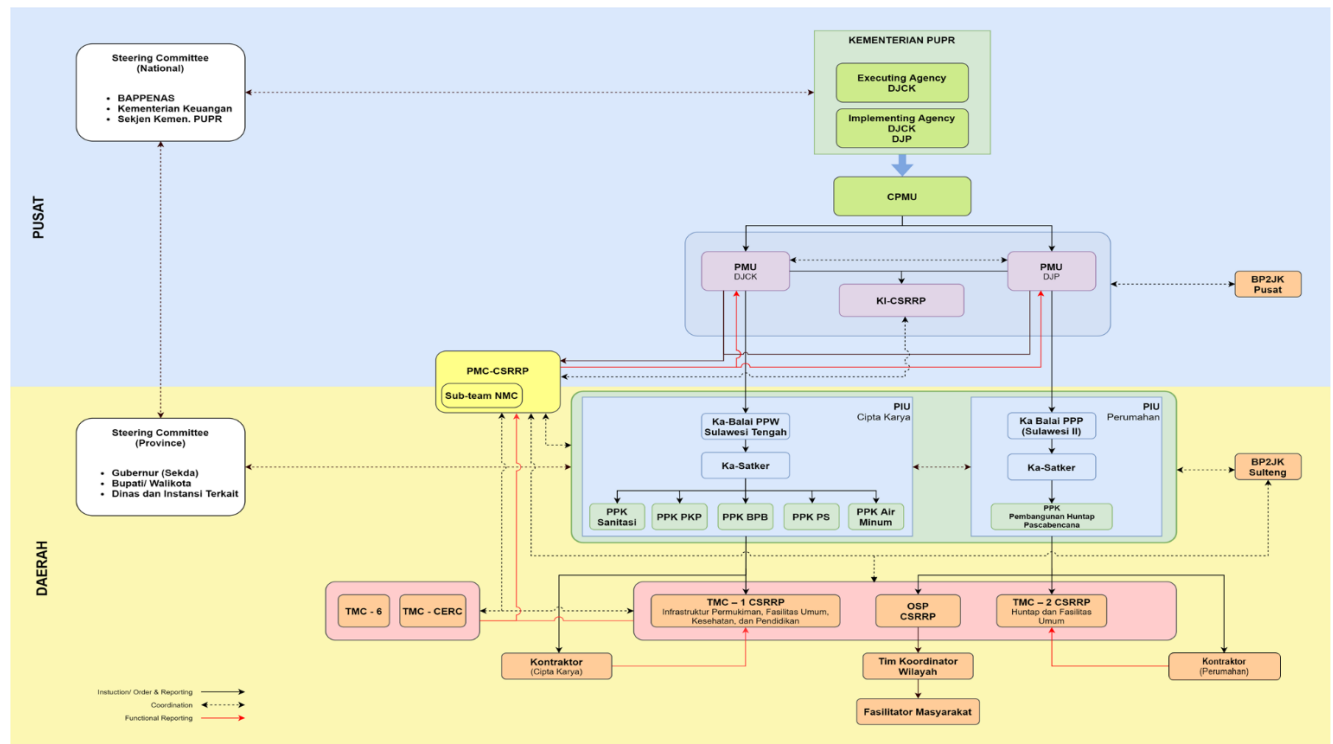 PUSAT
Steering Committee
(National)
• BAPPENAS
• Kementerian Keuangan
• Sekjen Kemen. PUPR
KEMENTERIAN PUPR
Executing Agency
DJCK
Implementing Agency
DJCK
DJP
CPMU
PMU
DJCK
PMU
DJP
KI-CSRRP
BP2JK
Pusat
PMC-CSRRP
Sub-team NMC
DAERAH
Steering Committee
(Province)
• Gubernur (Sekda)
• Bupati/ Walikota
• Dinas dan Instansi Terkait
PIU
Cipta Karya
Ka-Balai PPW
Sulawesi Tengah
Ka-Satker
PPK
Sanitasi
PPK PKP
PPK BPB
PPK PS
PPK Air
Minum
PIU
Perumahan
Ka Balai PPP
(Sulawesi II)
Ka-Satker
PPK
Pembangunan Huntap
Pascabencana
BP2JK
Sulteng
TMC - 6
TMC - CERC
TMC – 1 CSRRP
Infrastruktur Permukiman, Fasilitas Umum,
Kesehatan, dan Pendidikan
OSP
CSRRP
TMC – 2 CSRRP
Huntap dan Fasilitas
Umum
Kontraktor
(Cipta Karya)
Tim Koordinator
Wilayah
Kontraktor
(Perumahan)
Fasilitator Masyarakat
Instuction/ Order & Reporting
Coordination
Functional Reporting